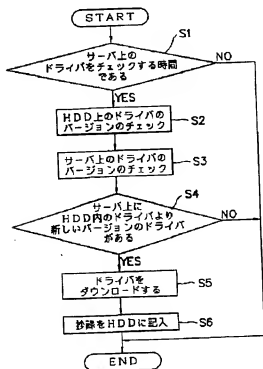 START
S1
サーバ上の
ドライバをチェックする時間
である
NO
YES
HDD上のドライバの
バージョンのチェック
S2
サーバ上のドライバの
バージョンのチェック
S3
S4
サーバ上に
HDD内のドライバより
新しいバージョンのドライバ
がある
NO
YES
ドライバを
ダウンロードする
S5
抄録をHDDに記入
S6
END